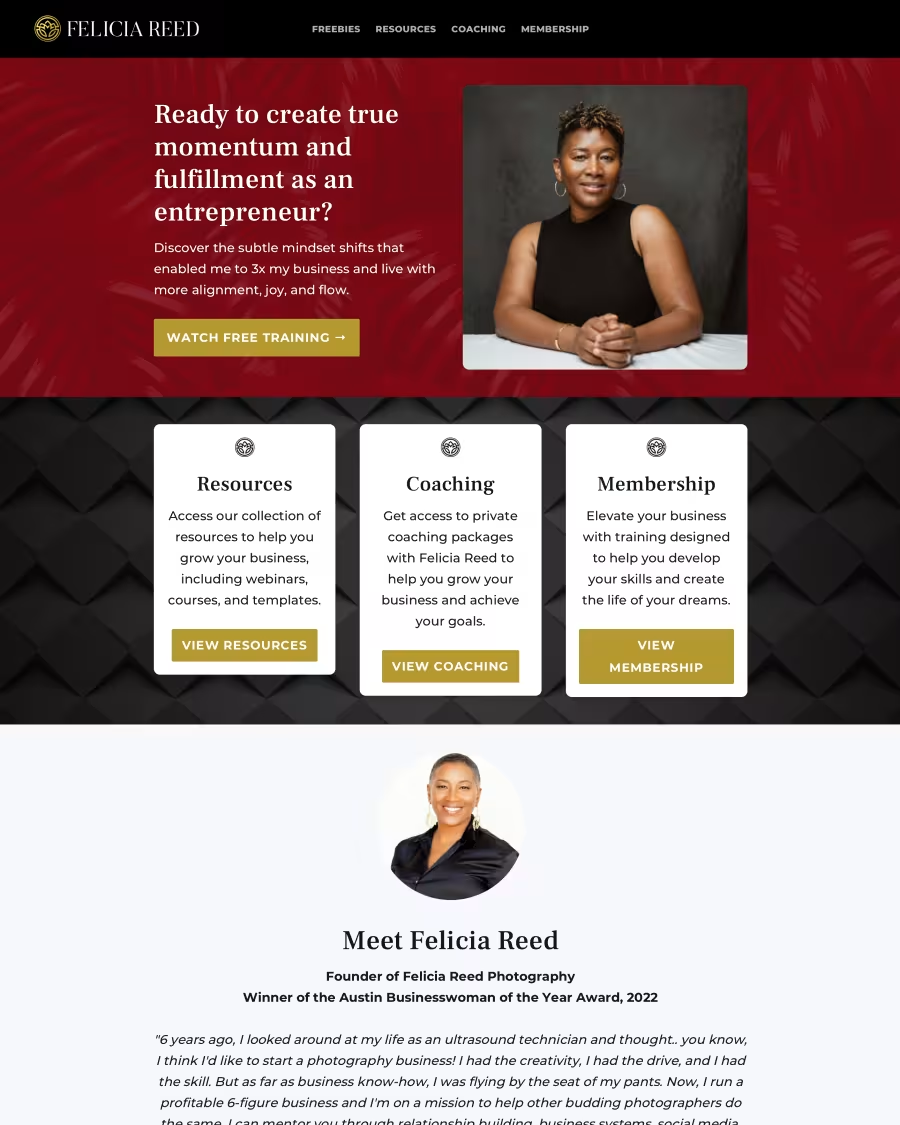 FELICIA REED
FREEBIES RESOURCES COACHING MEMBERSHIP
Ready to create true
momentum and
fulfillment as an
entrepreneur?
Discover the subtle mindset shifts that
enabled me to 3x my business and live with
more alignment, joy, and flow.
WATCH FREE TRAINING →
Resources
Access our collection of
resources to help you
grow your business,
including webinars,
courses, and templates.
VIEW RESOURCES
Coaching
Get access to private
coaching packages
with Felicia Reed to
help you grow your
business and achieve
your goals.
VIEW COACHING
Membership
Elevate your business
with training designed
to help you develop
your skills and create
the life of your dreams.
VIEW
MEMBERSHIP
Meet Felicia Reed
Founder of Felicia Reed Photography
Winner of the Austin Businesswoman of the Year Award, 2022
"6 years ago, I looked around at my life as an ultrasound technician and thought.. you know,
I think I'd like to start a photography business! I had the creativity, I had the drive, and I had
the skill. But as far as business know-how, I was flying by the seat of my pants. Now, I run a
profitable 6-figure business and I'm on a mission to help other budding photographers do
the same. I can mentor you through relationship building, business systems, social media,